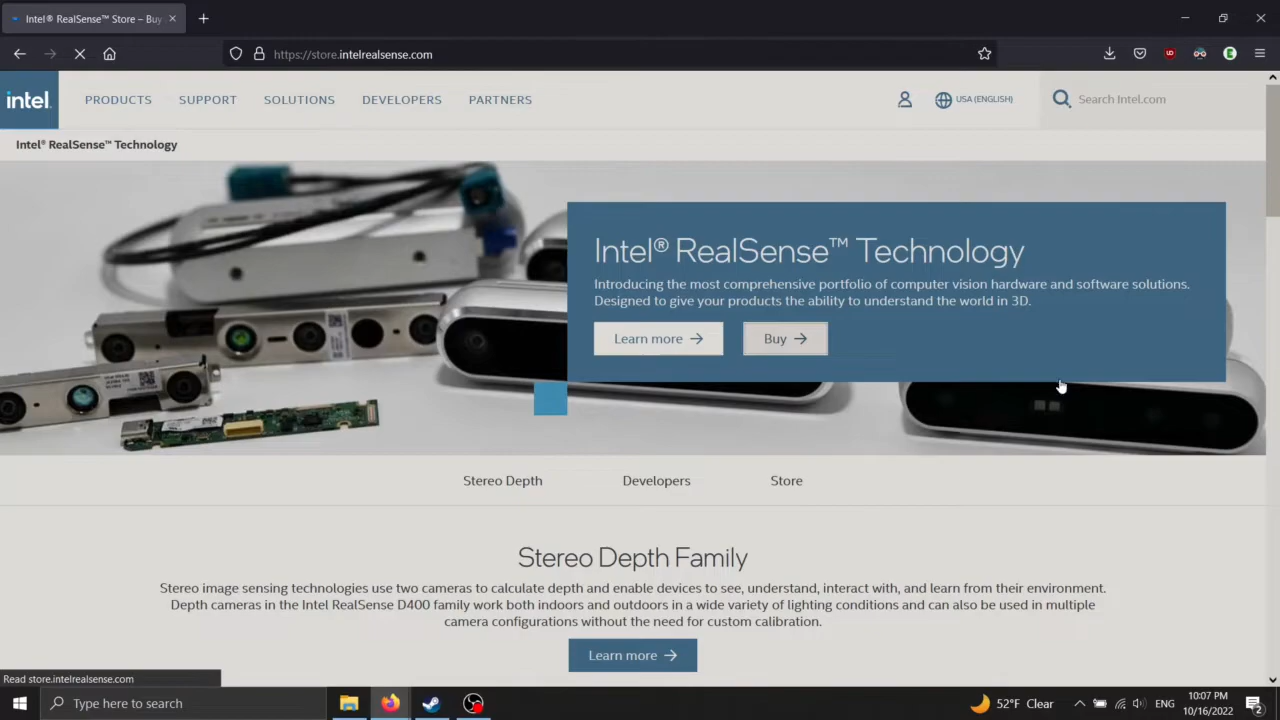 Intel® RealSense™ Store – Buy
https://store.intelrealsense.com
intel.
PRODUCTS
SUPPORT
SOLUTIONS
DEVELOPERS
PARTNERS
USA (ENGLISH)
Search Intel.com
Intel® RealSense™ Technology
Intel® RealSense™ Technology
Introducing the most comprehensive portfolio of computer vision hardware and software solutions.
Designed to give your products the ability to understand the world in 3D.
Learn more
Buy
Stereo Depth
Developers
Store
Stereo Depth Family
Stereo image sensing technologies use two cameras to calculate depth and enable devices to see, understand, interact with, and learn from their environment.
Depth cameras in the Intel RealSense D400 family work both indoors and outdoors in a wide variety of lighting conditions and can also be used in multiple
camera configurations without the need for custom calibration.
Learn more
Read store.intelrealsense.com
Type here to search
52°F Clear
ENG
10:07 PM
10/16/2022
2